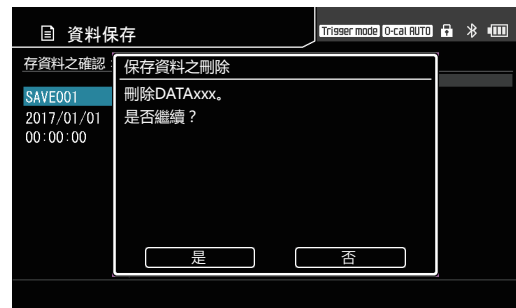 資料保存
Trigger mode 0-cal AUTO
存資料之確認：
保存資料之刪除
刪除DATAxxx。
是否繼續？
SAVE001
2017/01/01
00:00:00
是
否